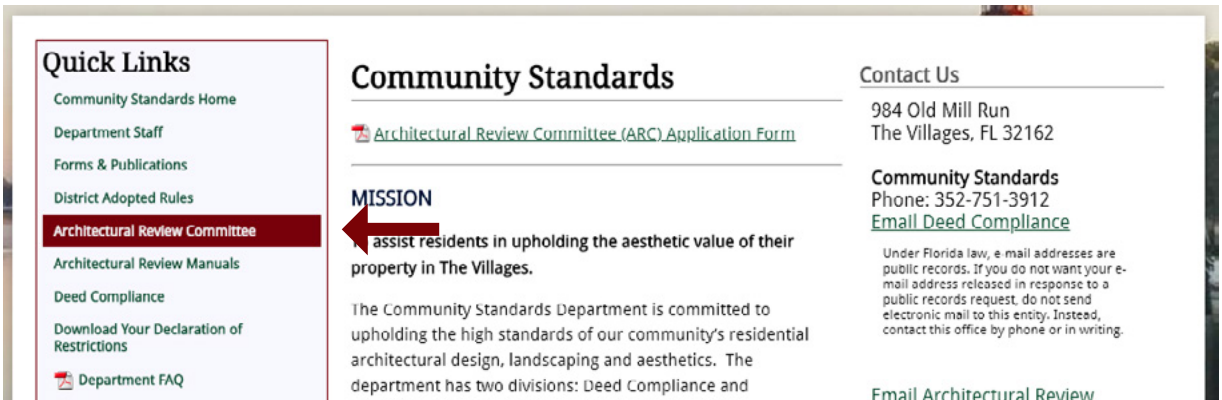 Quick Links
Community Standards Home
Department Staff
Forms & Publications
District Adopted Rules
Architectural Review Committee
Architectural Review Manuals
Deed Compliance
Download Your Declaration of
Restrictions
Department FAQ
Community Standards
Architectural Review Committee (ARC) Application Form
MISSION
assist residents in upholding the aesthetic value of their
property in The Villages.
The Community Standards Department is committed to
upholding the high standards of our community's residential
architectural design, landscaping and aesthetics. The
department has two divisions: Deed Compliance and
Contact Us
984 Old Mill Run
The Villages, FL 32162
Community Standards
Phone: 352-751-3912
Email Deed Compliance
Under Florida law, e-mail addresses are
public records. If you do not want your e-
mail address released in response to a
public records request, do not send
electronic mail to this entity. Instead,
contact this office by phone or in writing.
Email Architectural Review